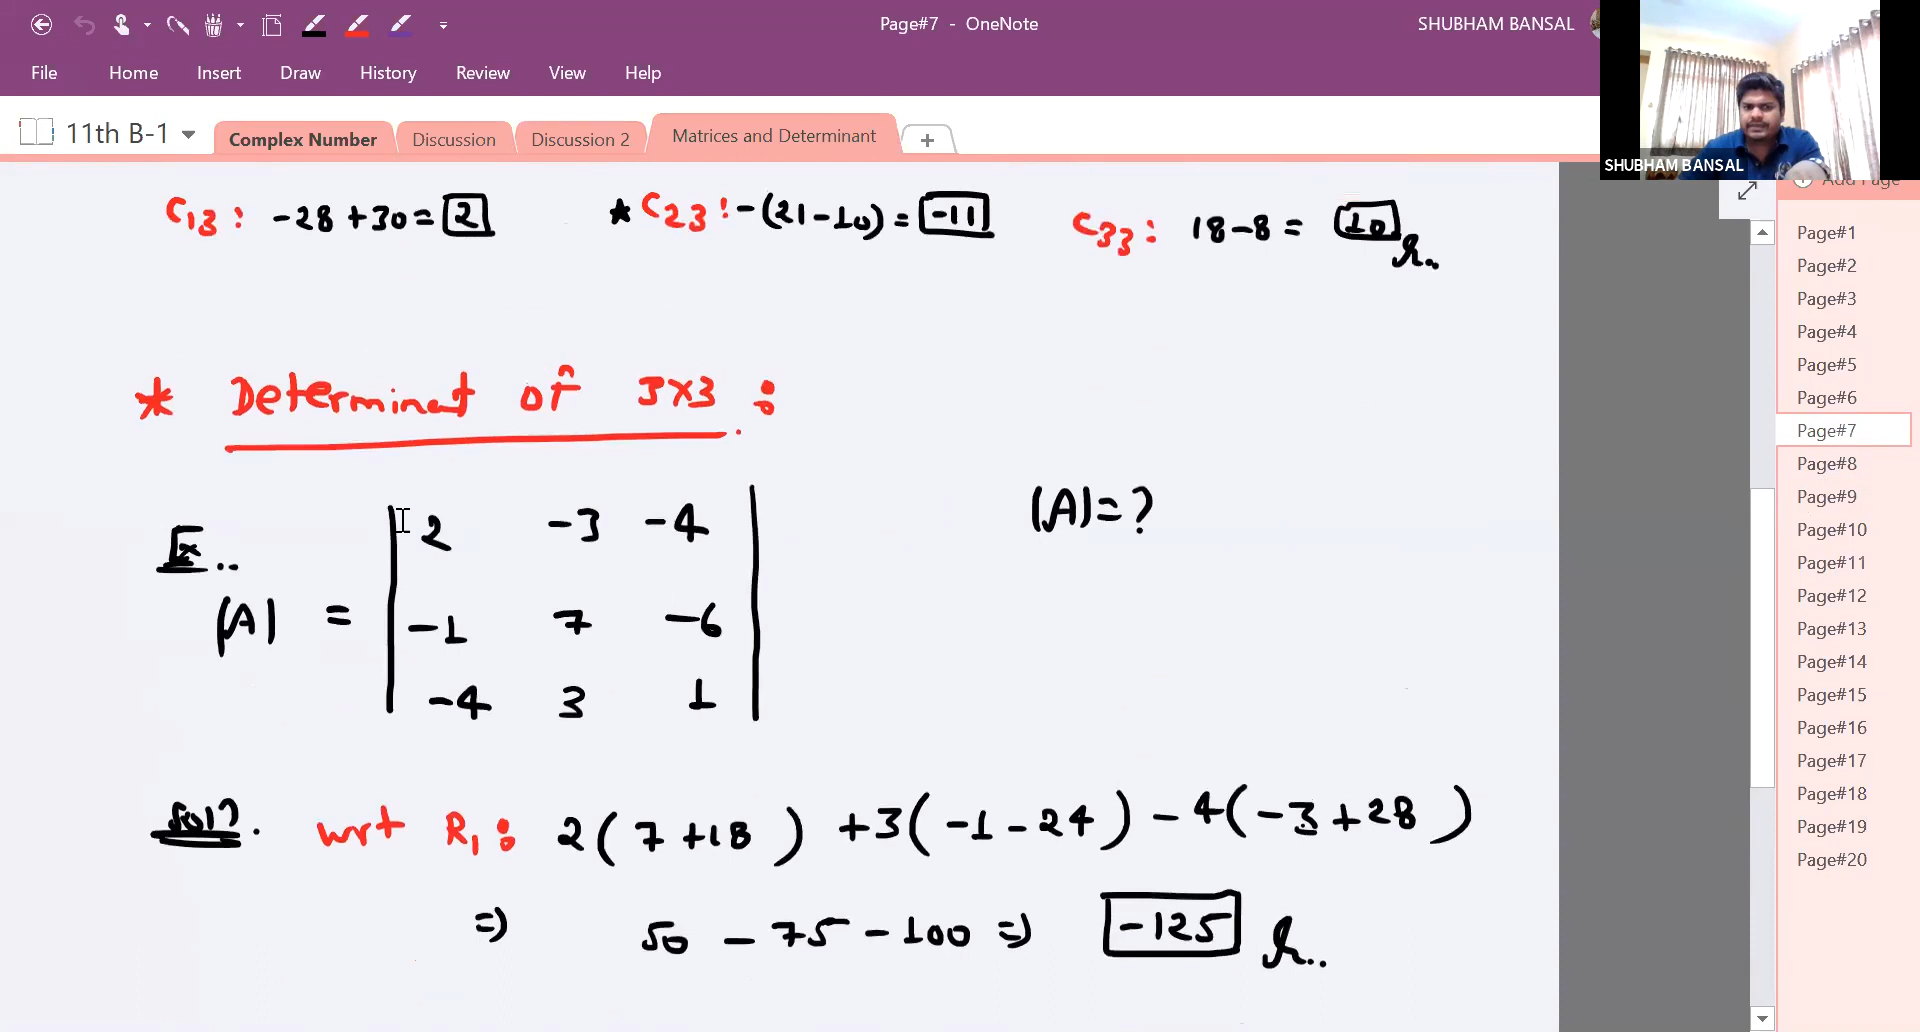 Page#7 - OneNote
SHUBHAM BANSAL
File Home Insert Draw History Review View Help
11th B-1
Complex Number
Discussion
Discussion 2
Matrices and Determinant
+
SHUBHAM BANSAL
Add Page
Page#1
Page#2
Page#3
Page#4
Page#5
Page#6
Page#7
Page#8
Page#9
Page#10
Page#11
Page#12
Page#13
Page#14
Page#15
Page#16
Page#17
Page#18
Page#19
Page#20
C13 : -28 + 30 = 2 * C23 : -(21-10) = -11 C33 : 18-8 = 10
* Determinant of 3x3 :
Ex.. |A| =
2 -3 -4
-1 7 -6
-4 3 1
|A| = ?
Soln. wrt R1 : 2(7+18) +3(-1-24) -4(-3+28)
=> 50 - 75 - 100 => -125